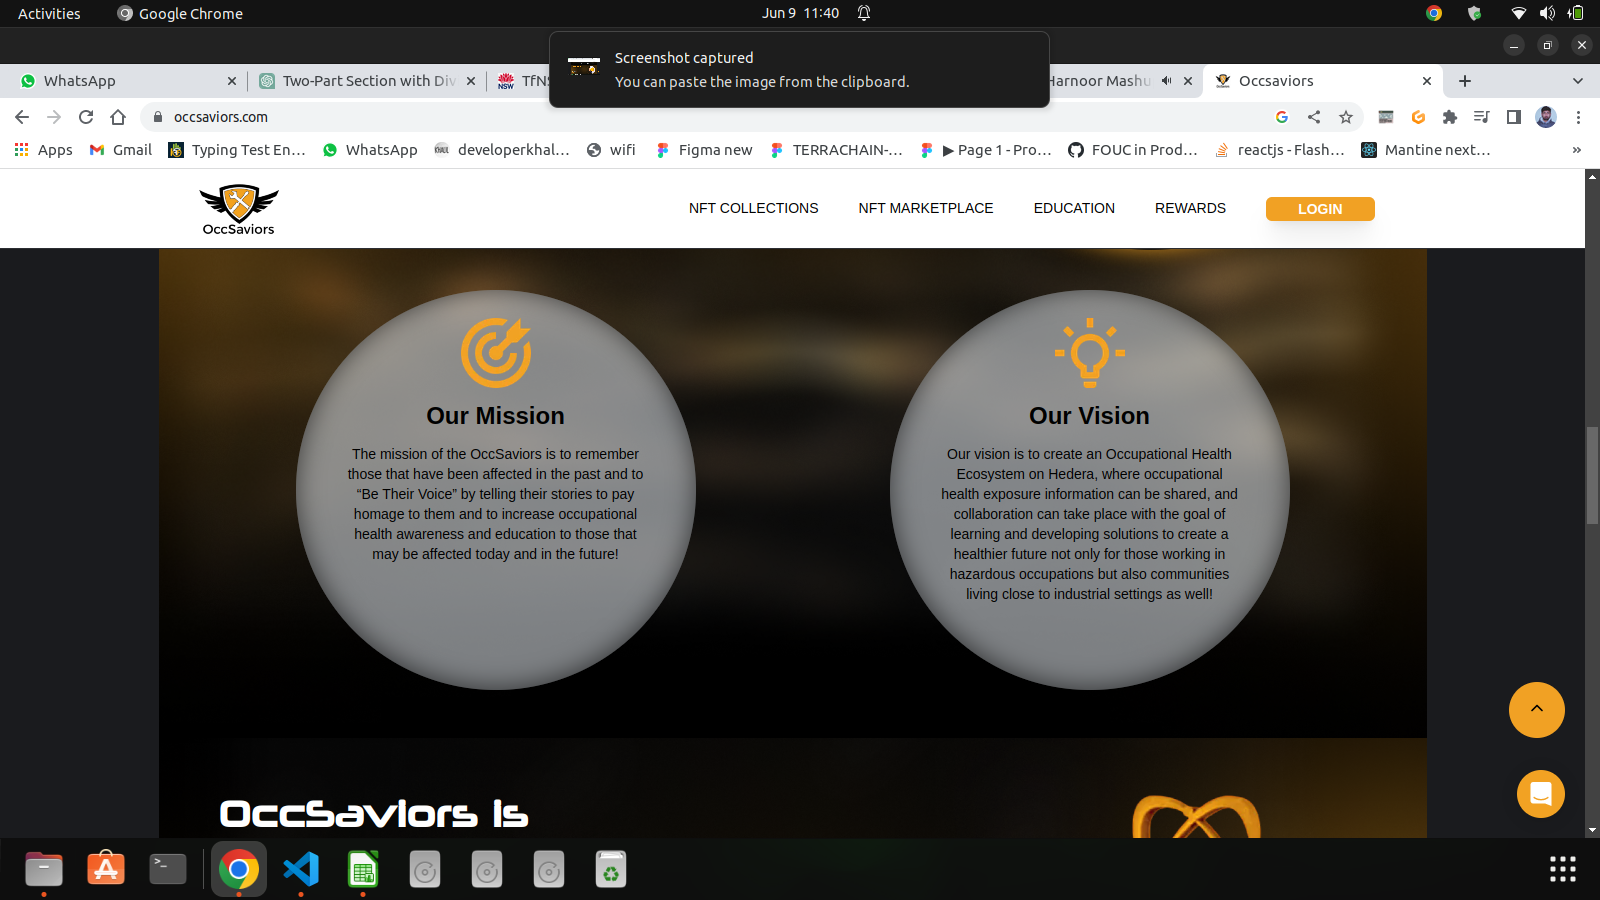 Activities
Google Chrome
Jun 9 11:40
Screenshot captured
You can paste the image from the clipboard.
WhatsApp
Two-Part Section with Div
TfNS
Harnoor Mashu
Occsaviors
occsaviors.com
Apps
Gmail
Typing Test En…
WhatsApp
developerkhal…
wifi
Figma new
TERRACHAIN-…
▶ Page 1 - Pro…
FOUC in Prod…
reactjs - Flash…
Mantine next…
»
OccSaviors
NFT COLLECTIONS
NFT MARKETPLACE
EDUCATION
REWARDS
LOGIN
Our Mission
The mission of the OccSaviors is to remember
those that have been affected in the past and to
“Be Their Voice” by telling their stories to pay
homage to them and to increase occupational
health awareness and education to those that
may be affected today and in the future!
Our Vision
Our vision is to create an Occupational Health
Ecosystem on Hedera, where occupational
health exposure information can be shared, and
collaboration can take place with the goal of
learning and developing solutions to create a
healthier future not only for those working in
hazardous occupations but also communities
living close to industrial settings as well!
OccSaviors is